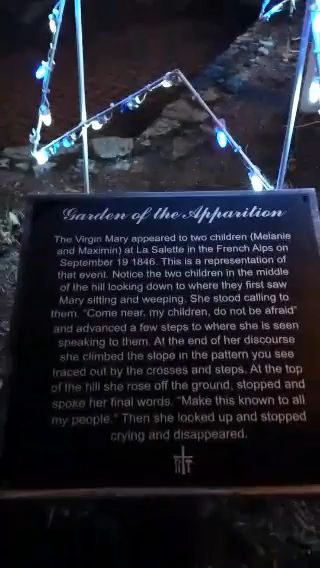 Garden of the Apparition
The Virgin Mary appeared to two children (Melanie
and Maximin) at La Salette in the French Alps on
September 19 1846. This is a representation of
that event. Notice the two children in the middle
of the hill looking down to where they first saw
Mary sitting and weeping. She stood calling to
them. "Come near, my children, do not be afraid"
and advanced a few steps to where she is seen
speaking to them. At the end of her discourse
she climbed the slope in the pattern you see
traced out by the crosses and steps. At the top
of the hill she rose off the ground, stopped and
spoke her final words. "Make this known to all
my people." Then she looked up and stopped
crying and disappeared.